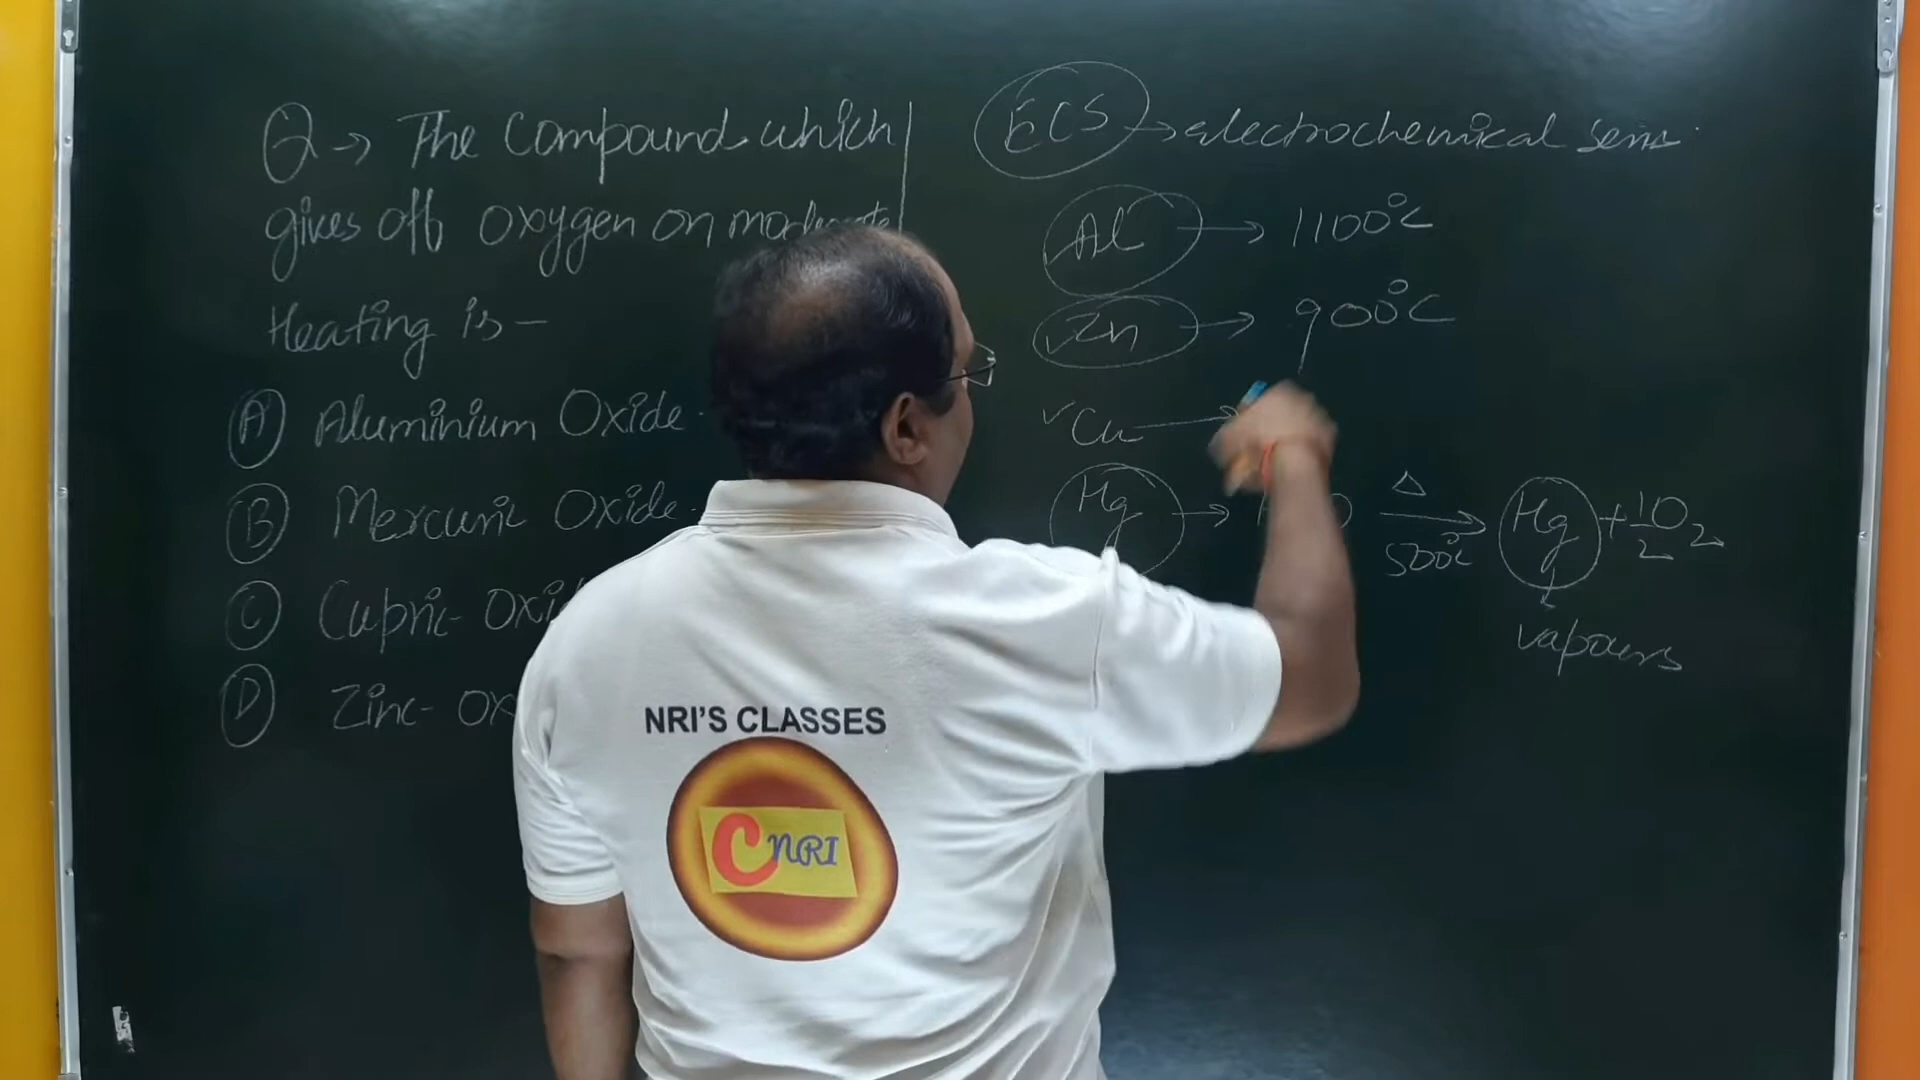 Q → The Compound which
gives off oxygen on moderate
Heating is –
A Aluminium Oxide.
B Mercuric Oxide.
C Cupric Oxi
D Zinc Ox
ECS → electrochemical
Al → 1100°C
Zn → 900°C
✓Cu →
Hg → Δ 500°C → Hg + 1/2 O2
vapours
NRI'S CLASSES
C NRI